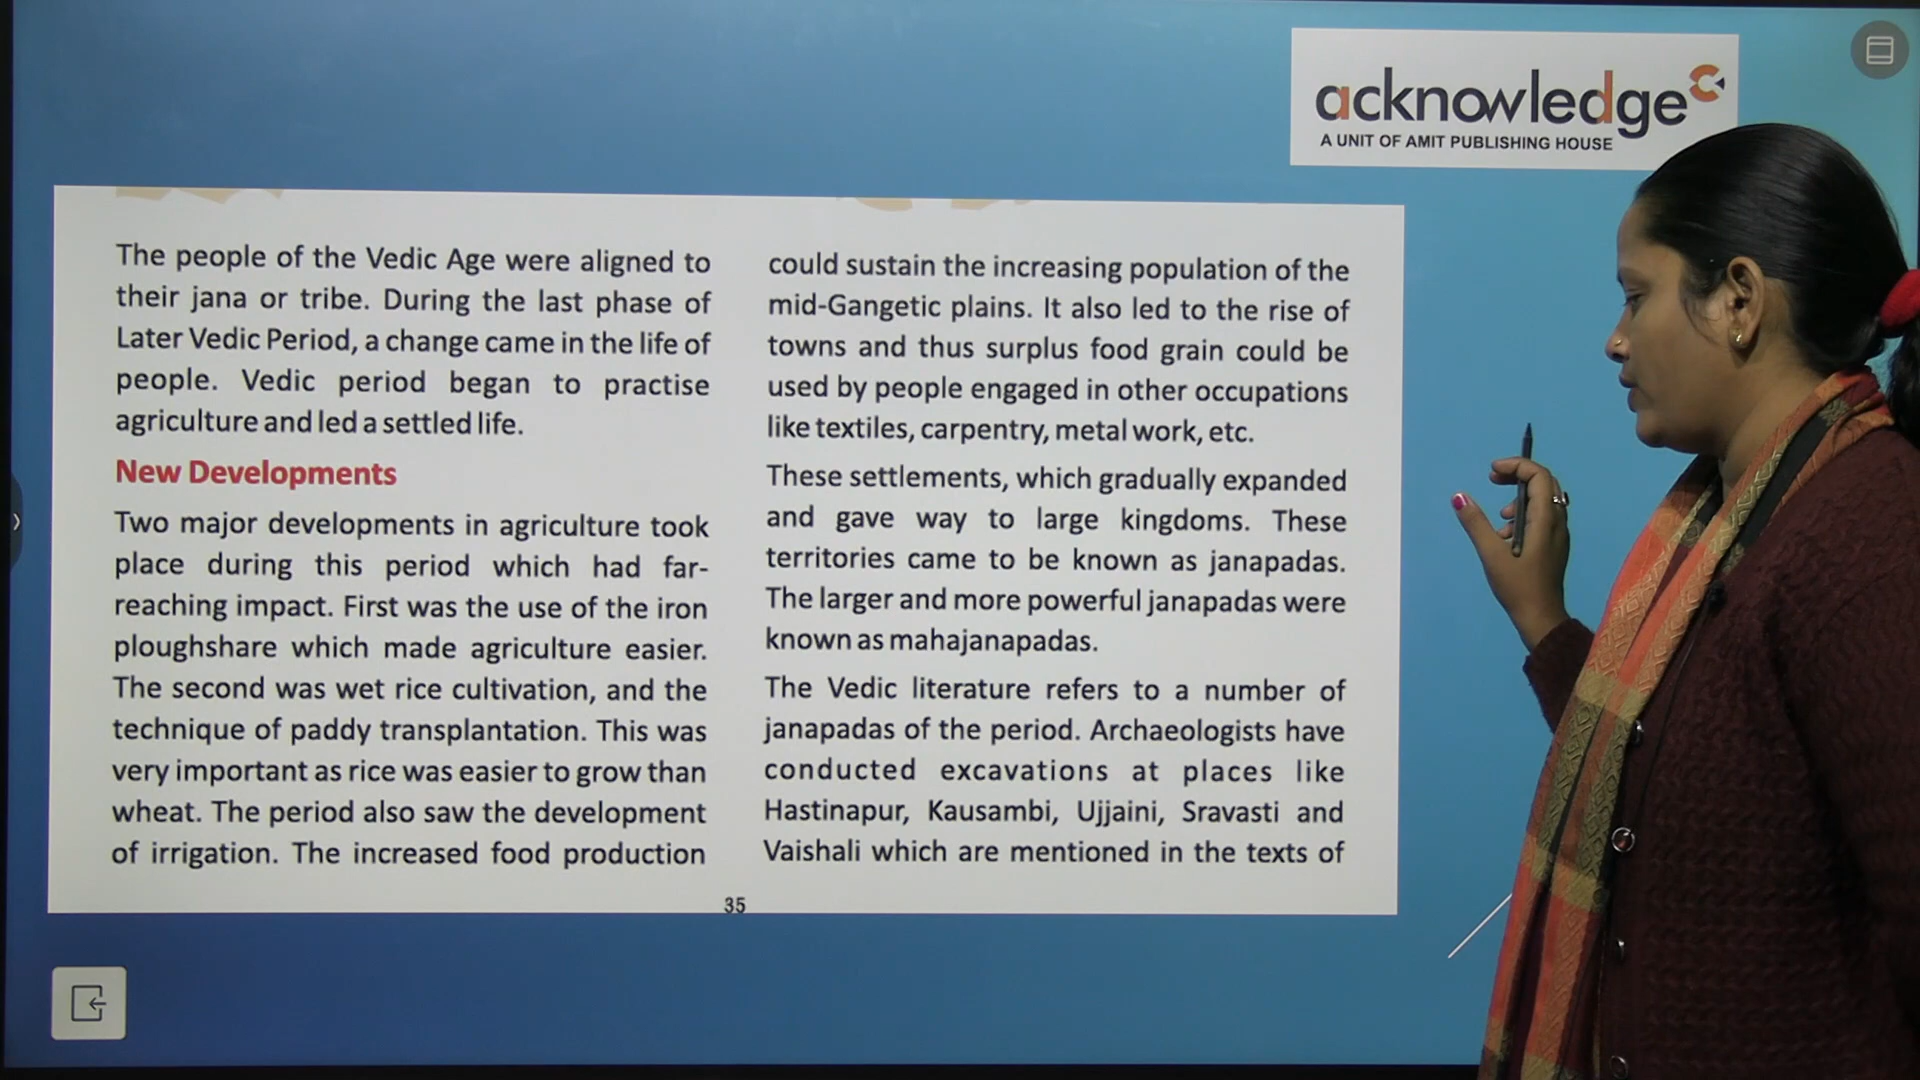 acknowledge
A UNIT OF AMIT PUBLISHING HOUSE
The people of the Vedic Age were aligned to
their jana or tribe. During the last phase of
Later Vedic Period, a change came in the life of
people. Vedic period began to practise
agriculture and led a settled life.
New Developments
Two major developments in agriculture took
place during this period which had far-
reaching impact. First was the use of the iron
ploughshare which made agriculture easier.
The second was wet rice cultivation, and the
technique of paddy transplantation. This was
very important as rice was easier to grow than
wheat. The period also saw the development
of irrigation. The increased food production
could sustain the increasing population of the
mid-Gangetic plains. It also led to the rise of
towns and thus surplus food grain could be
used by people engaged in other occupations
like textiles, carpentry, metal work, etc.
These settlements, which gradually expanded
and gave way to large kingdoms. These
territories came to be known as janapadas.
The larger and more powerful janapadas were
known as mahajanapadas.
The Vedic literature refers to a number of
janapadas of the period. Archaeologists have
conducted excavations at places like
Hastinapur, Kausambi, Ujjaini, Sravasti and
Vaishali which are mentioned in the texts of
35